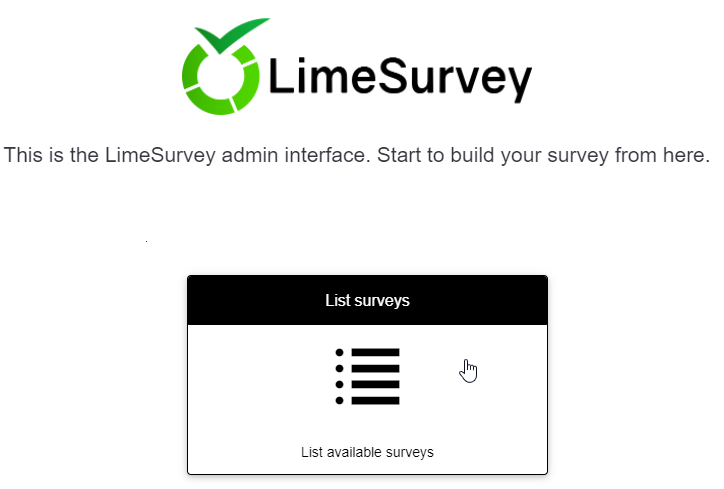 LimeSurvey
This is the LimeSurvey admin interface. Start to build your survey from here.
List surveys
List available surveys